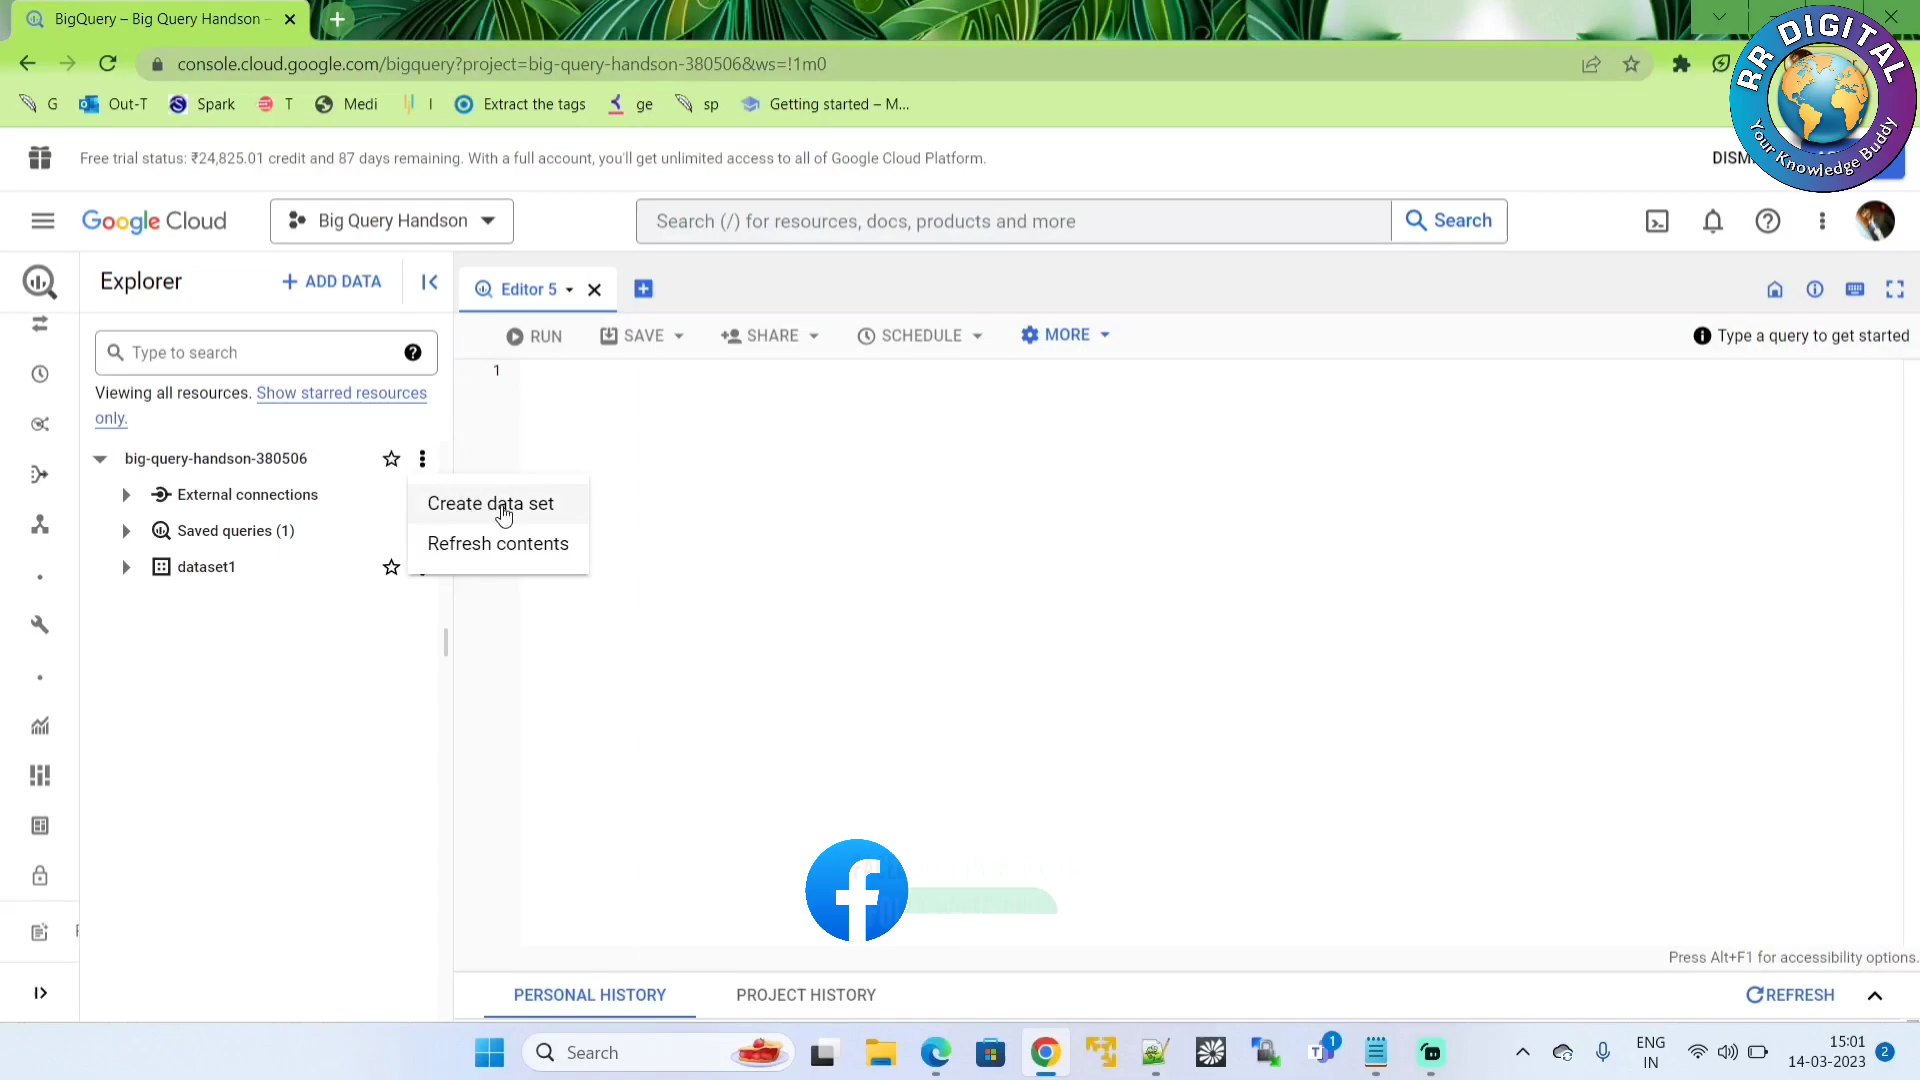 BigQuery – Big Query Handson –
console.cloud.google.com/bigquery?project=big-query-handson-380506&ws=!1m0
G
Out-T
Spark
T
Medi
I
Extract the tags
ge
sp
Getting started – M...
RR DIGITAL
Your Knowledge Buddy
Free trial status: ₹24,825.01 credit and 87 days remaining. With a full account, you'll get unlimited access to all of Google Cloud Platform.
DISM
Google Cloud
Big Query Handson
Search (/) for resources, docs, products and more
Search
Explorer
+ ADD DATA
Editor 5
Type to search
RUN
SAVE
SHARE
SCHEDULE
MORE
Type a query to get started
Viewing all resources. Show starred resources
only.
1
big-query-handson-380506
External connections
Saved queries (1)
dataset1
Create data set
Refresh contents
Press Alt+F1 for accessibility options.
PERSONAL HISTORY
PROJECT HISTORY
REFRESH
Search
1
ENG
IN
15:01
14-03-2023
2